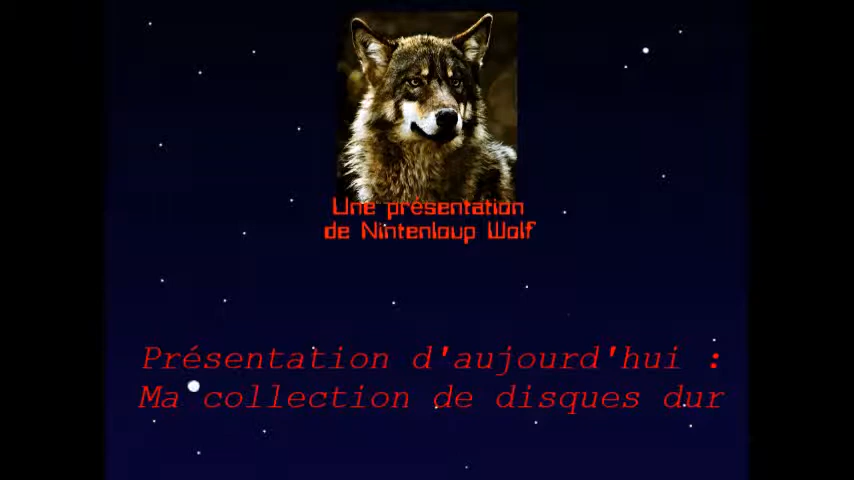 Une présentation
de Nintenloup Wolf
Présentation d'aujourd'hui :
Ma collection de disques dur